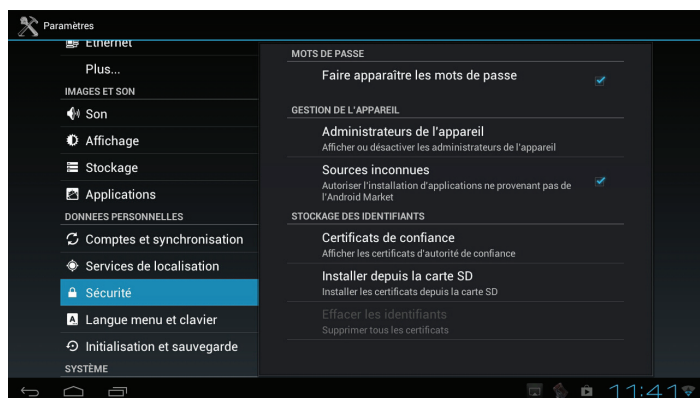 Paramètres
Ethernet
Plus...
IMAGES ET SON
Son
Affichage
Stockage
Applications
DONNEES PERSONNELLES
Comptes et synchronisation
Services de localisation
Sécurité
Langue menu et clavier
Initialisation et sauvegarde
SYSTÈME
MOTS DE PASSE
Faire apparaître les mots de passe
GESTION DE L'APPAREIL
Administrateurs de l'appareil
Afficher ou désactiver les administrateurs de l'appareil
Sources inconnues
Autoriser l'installation d'applications ne provenant pas de
l'Android Market
STOCKAGE DES IDENTIFIANTS
Certificats de confiance
Afficher les certificats d'autorité de confiance
Installer depuis la carte SD
Installer les certificats depuis la carte SD
Effacer les identifiants
Supprimer tous les certificats
11:41